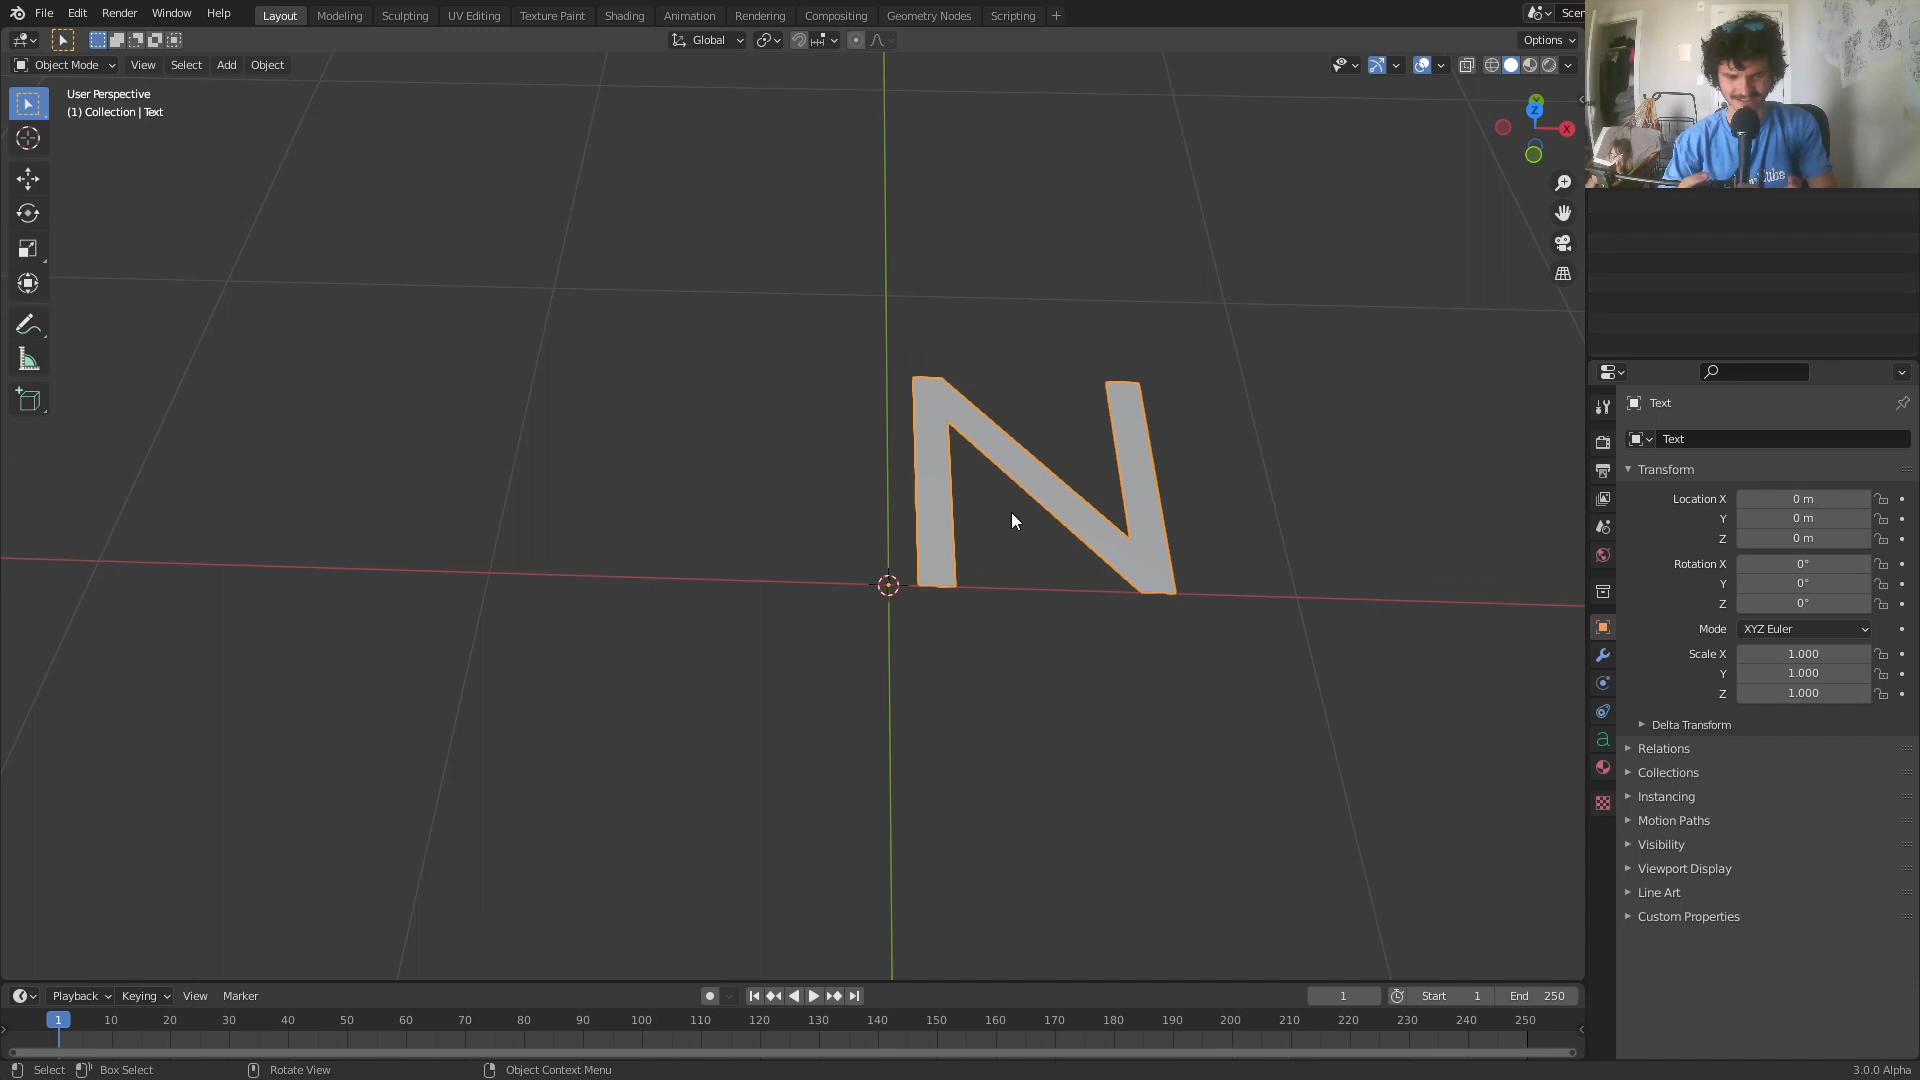 File Edit Render Window Help Layout Modeling Sculpting UV Editing Texture Paint Shading Animation Rendering Compositing Geometry Nodes Scripting +
Global Options
Object Mode View Select Add Object
User Perspective
(1) Collection | Text
Y
Z
X
N
Text
Text
Transform
Location X 0 m
Y 0 m
Z 0 m
Rotation X 0°
Y 0°
Z 0°
Mode XYZ Euler
Scale X 1.000
Y 1.000
Z 1.000
Delta Transform
Relations
Collections
Instancing
Motion Paths
Visibility
Viewport Display
Line Art
Custom Properties
Playback Keying View Marker 1 Start 1 End 250
1 10 20 30 40 50 60 70 80 90 100 110 120 130 140 150 160 170 180 190 200 210 220 230 240 250
Select Box Select Rotate View Object Context Menu 3.0.0 Alpha